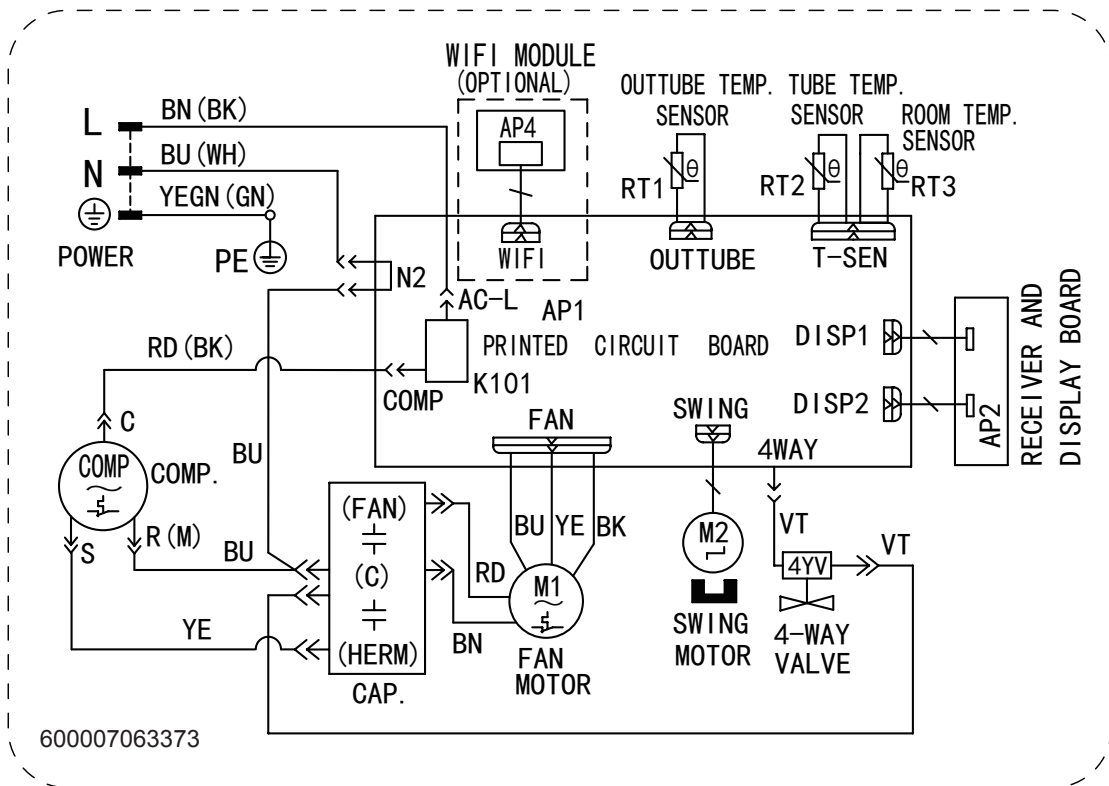 WIFI MODULE
(OPTIONAL)
AP4
WIFI
OUTTUBE TEMP.
SENSOR
RT1
OUTTUBE
TUBE TEMP.
SENSOR
RT2
ROOM TEMP.
SENSOR
RT3
T-SEN
θ
θ
θ
L
BN(BK)
N
BU(WH)
YEGN(GN)
POWER
PE
N2
AC-L
AP1
PRINTED CIRCUIT BOARD
K101
COMP
RD(BK)
DISP1
DISP2
AP2
RECEIVER AND
DISPLAY BOARD
C
COMP
COMP.
S
R(M)
BU
BU
YE
(FAN)
(C)
(HERM)
CAP.
FAN
BU
YE
BK
RD
BN
M1
FAN
MOTOR
SWING
M2
SWING
MOTOR
4WAY
VT
4YV
VT
4-WAY
VALVE
600007063373